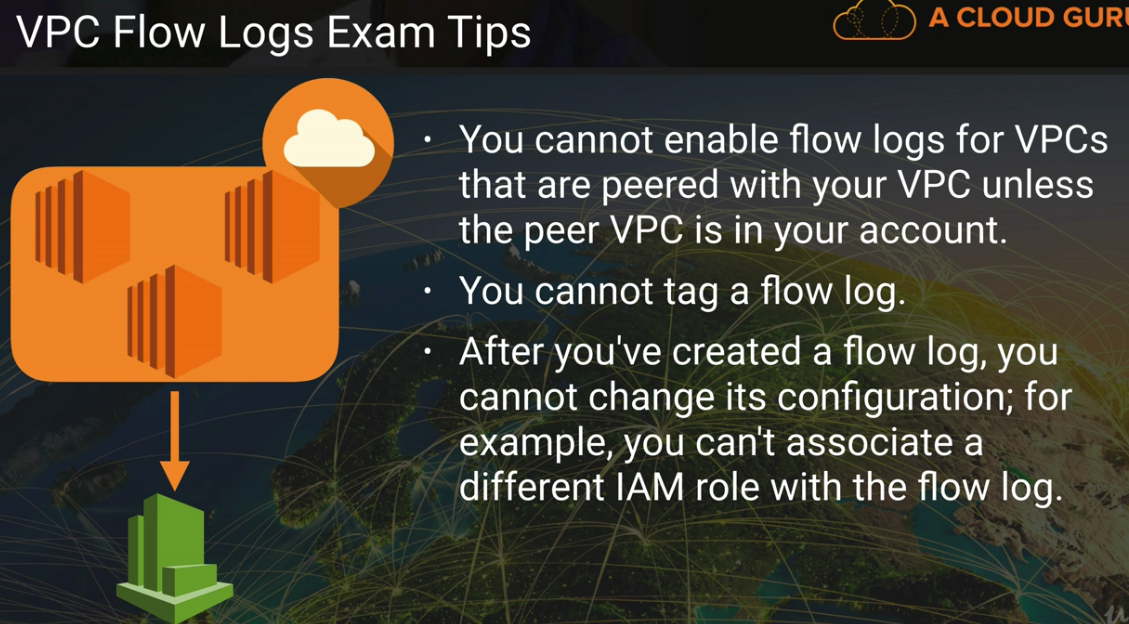 VPC Flow Logs Exam Tips
A CLOUD GURU
· You cannot enable flow logs for VPCs
that are peered with your VPC unless
the peer VPC is in your account.
· You cannot tag a flow log.
· After you've created a flow log, you
cannot change its configuration; for
example, you can't associate a
different IAM role with the flow log.